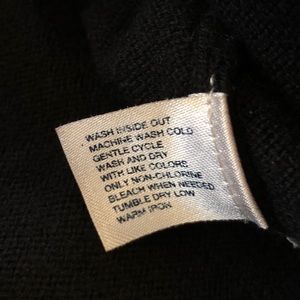 WASH INSIDE OUT
MACHINE WASH COLD
GENTLE CYCLE
WASH AND DRY
WITH LIKE COLORS
ONLY NON-CHLORINE
BLEACH WHEN NEEDED
TUMBLE DRY LOW
WARM IRON